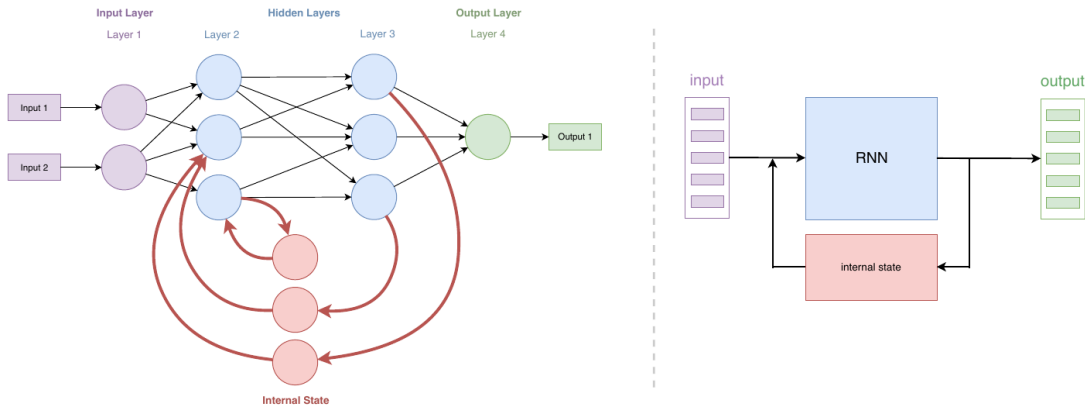 Input Layer
Hidden Layers
Output Layer
Layer 1
Layer 2
Layer 3
Layer 4
Input 1
Input 2
Output 1
Internal State
input
output
RNN
internal state